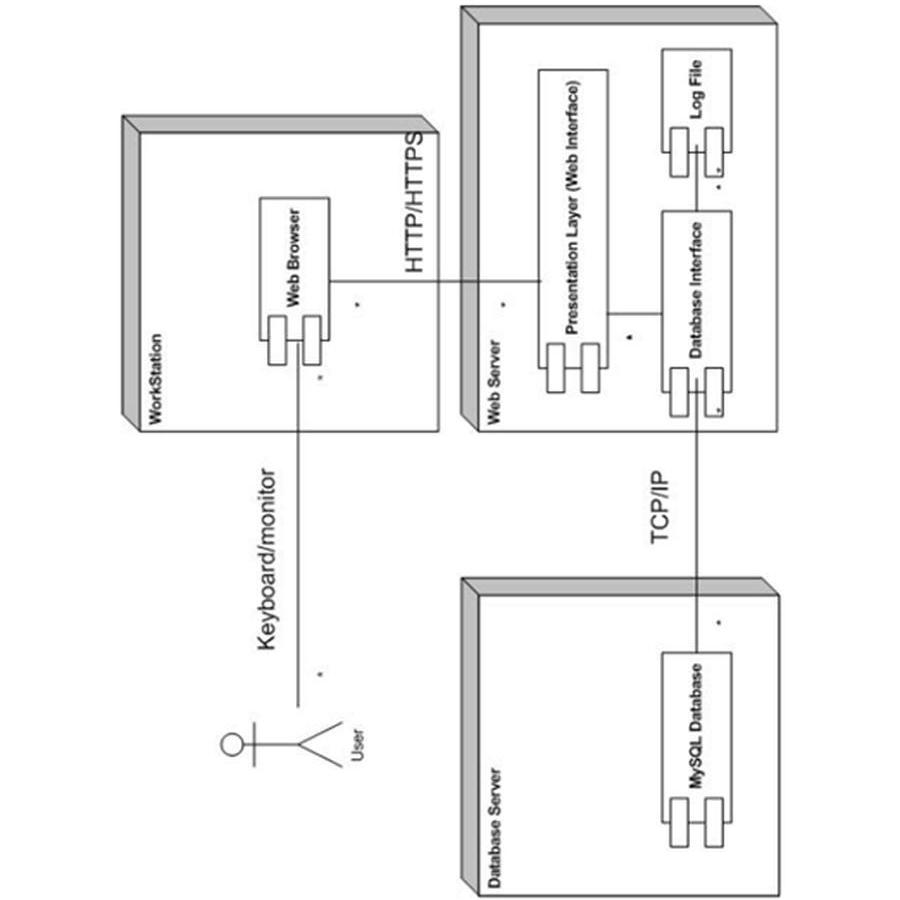 User
Keyboard/monitor
WorkStation
Web Browser
HTTP/HTTPS
Web Server
Presentation Layer (Web Interface)
Database Interface
Log File
TCP/IP
Database Server
MySQL Database